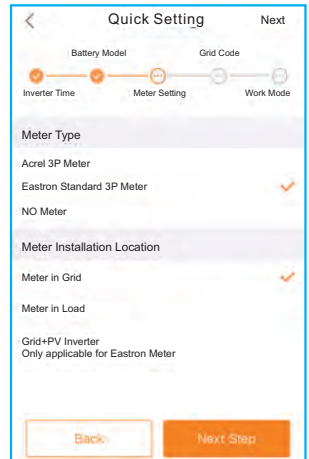 Quick Setting Next
Battery Model Grid Code
Inverter Time Meter Setting Work Mode
Meter Type
Acrel 3P Meter
Eastron Standard 3P Meter
NO Meter
Meter Installation Location
Meter in Grid
Meter in Load
Grid+PV Inverter
Only applicable for Eastron Meter
Back Next Step